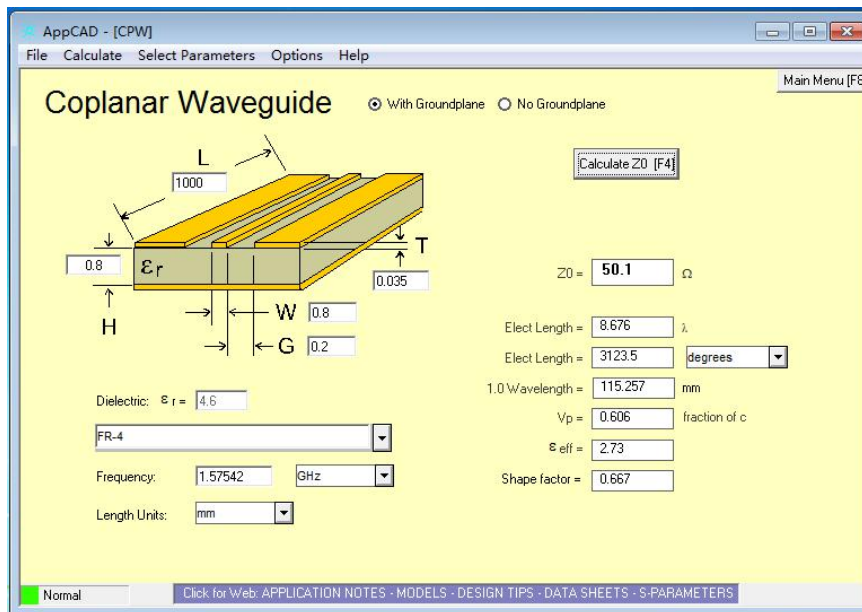 AppCAD - [CPW]
File Calculate Select Parameters Options Help
Main Menu [F8
Coplanar Waveguide
With Groundplane No Groundplane
Calculate Z0 [F4]
L
1000
T
0.8
εr
0.035
H
W 0.8
G 0.2
Z0 = 50.1 Ω
Elect Length = 8.676 λ
Elect Length = 3123.5 degrees
1.0 Wavelength = 115.257 mm
Vp = 0.606 fraction of c
ε eff = 2.73
Shape factor = 0.667
Dielectric: ε r = 4.6
FR-4
Frequency: 1.57542 GHz
Length Units: mm
Normal
Click for Web: APPLICATION NOTES - MODELS - DESIGN TIPS - DATA SHEETS - S-PARAMETERS